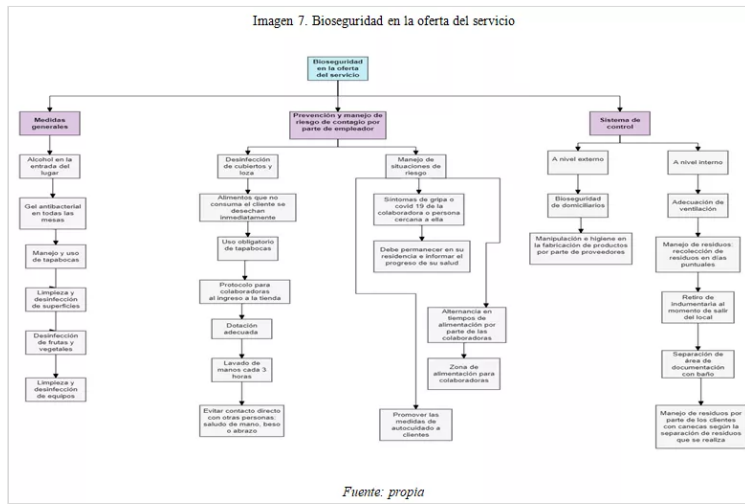 Imagen 7. Bioseguridad en la oferta del servicio
Bioseguridad
en la oferta
del servicio
Medidas
generales
Prevención y manejo de
riesgo de contagio por
parte de empleador
Sistema de
control
Alcohol en la
entrada del
lugar
Gel antibacterial
en todas las
mesas
Manejo y uso
de tapabocas
Limpieza y
desinfección
de superficies
Desinfección
de frutas y
vegetales
Limpieza y
desinfección
de equipos
Desinfección de
cubiertos y
loza
Alimentos que no
consuma el cliente se
desechan
inmediatamente
Uso obligatorio
de tapabocas
Protocolo para
colaboradoras
al ingreso a la tienda
Dotación
adecuada
Lavado de
manos cada 3
horas
Evitar contacto directo
con otras personas:
saludo de mano, beso
o abrazo
Manejo de
situaciones de
riesgo
Síntomas de gripa o
covid 19 de la
colaboradora o persona
cercana a ella
Debe permanecer en su
residencia e informar el
progreso de su salud
Alternancia en
tiempos de
alimentación por
parte de las
colaboradoras
Zona de
alimentación para
colaboradoras
Promover las
medidas de
autocuidado a
clientes
A nivel externo
Bioseguridad
de domiciliarios
Manipulación e higiene en
la fabricación de productos
por parte de proveedores
A nivel interno
Adecuación de
ventilación
Manejo de residuos:
recolección de
residuos en días
puntuales
Retiro de
indumentaria al
momento de salir
del local
Separación de
área de
documentación
con baño
Manejo de residuos por
parte de los clientes
con canecas según la
separación de residuos
que se realiza
Fuente: propia